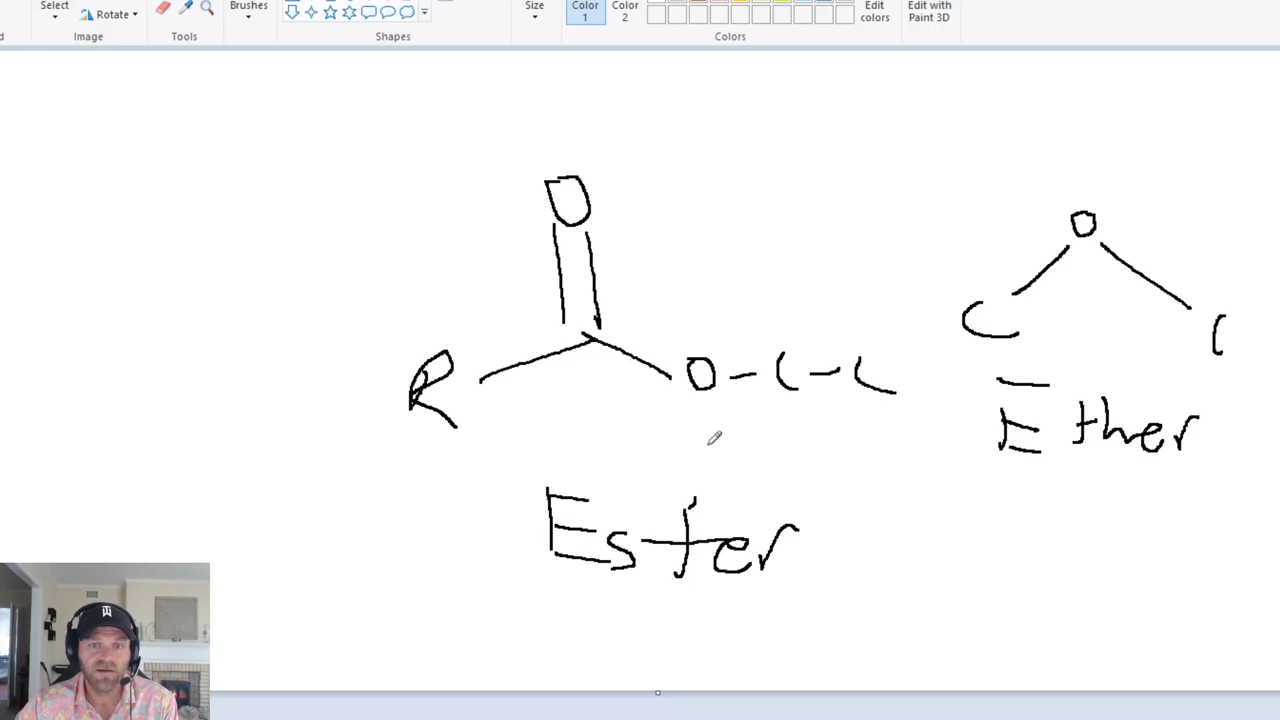 Select
Rotate
Image
Tools
Brushes
Shapes
Size
Color 1
Color 2
Colors
Edit colors
Edit with Paint 3D
O
R
O - C - C
Ester
O
C
C
Ether